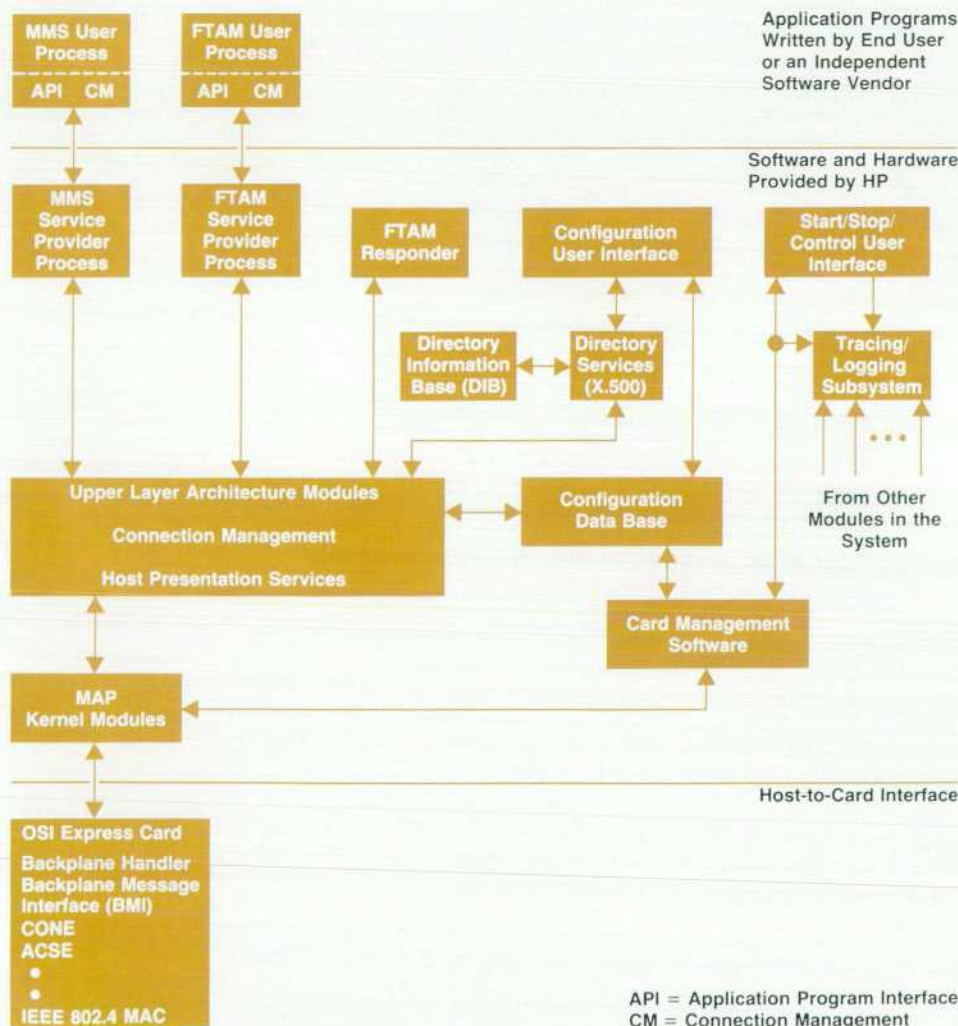 MMS User
Process
API CM
FTAM User
Process
API CM
Application Programs
Written by End User
or an Independent
Software Vendor
Software and Hardware
Provided by HP
MMS
Service
Provider
Process
FTAM
Service
Provider
Process
FTAM
Responder
Configuration
User Interface
Start/Stop/
Control User
Interface
Directory
Information
Base (DIB)
Directory
Services
(X.500)
Tracing/
Logging
Subsystem
From Other
Modules in the
System
Upper Layer Architecture Modules
Connection Management
Host Presentation Services
Configuration
Data Base
Card Management
Software
MAP
Kernel Modules
Host-to-Card Interface
OSI Express Card
Backplane Handler
Backplane Message
Interface (BMI)
CONE
ACSE
•
•
IEEE 802.4 MAC
API = Application Program Interface
CM = Connection Management